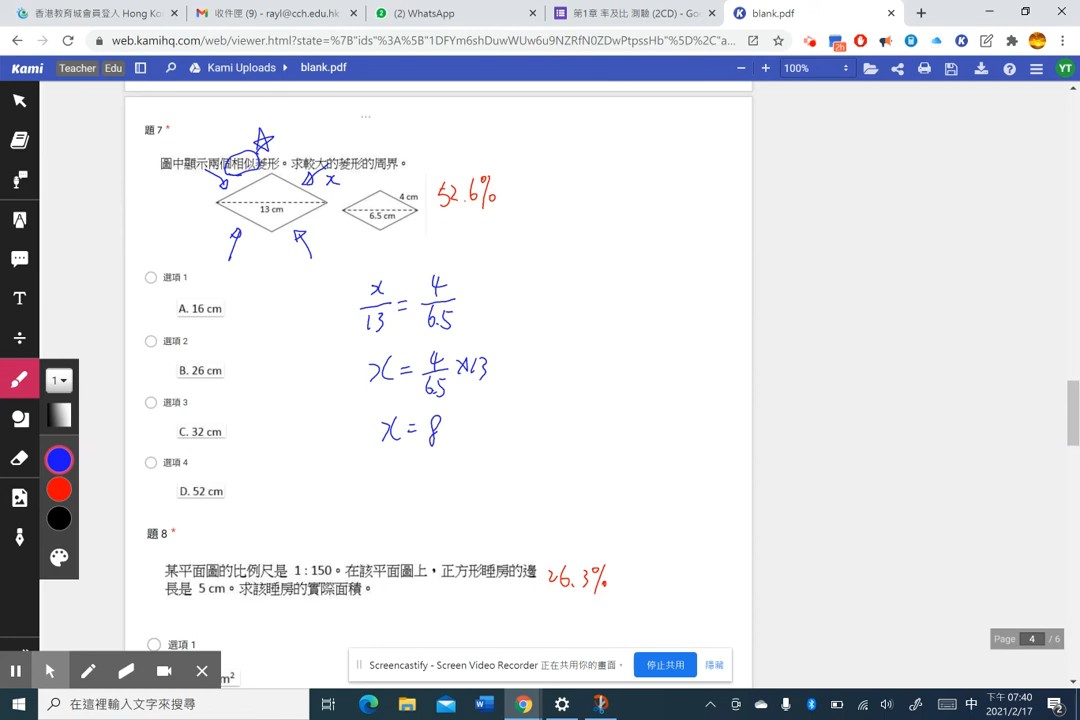 香港教育城會員登入 Hong Ko
收件匣 (9) - rayl@cch.edu.hk
(2) WhatsApp
第1章 率及比 測驗 (2CD) - Goo
blank.pdf
web.kamihq.com/web/viewer.html?state=%7B"ids"%3A%5B"1DFYm6shDuwWUw6u9NZRfN0ZDwPtpssHb"%5D%2C"a...
Kami
Teacher
Edu
Kami Uploads
blank.pdf
100%
YT
題 7 *
圖中顯示兩個相似菱形。求較大的菱形的周界。
x
13 cm
4 cm
6.5 cm
52.6%
選項 1
A. 16 cm
選項 2
B. 26 cm
選項 3
C. 32 cm
選項 4
D. 52 cm
x/13 = 4/6.5
x = 4/6.5 ×13
x = 8
題 8 *
某平面圖的比例尺是 1 : 150。在該平面圖上，正方形睡房的邊
長是 5 cm。求該睡房的實際面積。
26.3%
選項 1
m²
1
T
Page 4 / 6
Screencastify - Screen Video Recorder 正在共用你的畫面。
停止共用
隱藏
在這裡輸入文字來搜尋
中
下午 07:40
2021/2/17
2